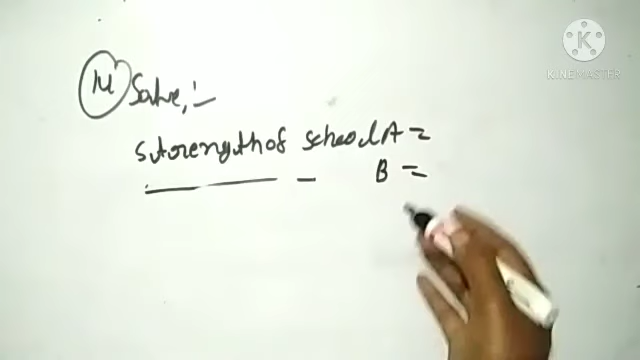 14 Solve,:-
Strength of school A =
B =
K
KINEMASTER